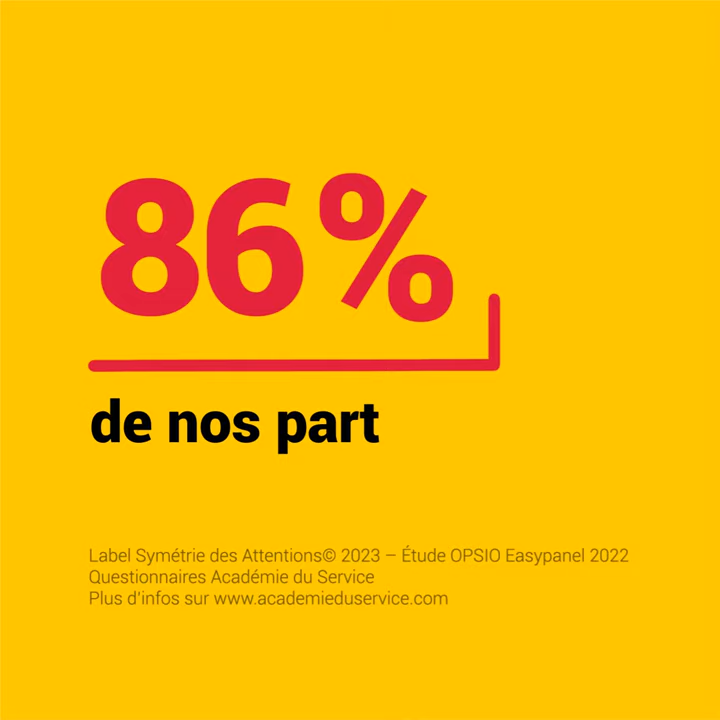 86%
de nos part
Label Symétrie des Attentions© 2023 – Étude OPSIO Easypanel 2022
Questionnaires Académie du Service
Plus d'infos sur www.academieduservice.com